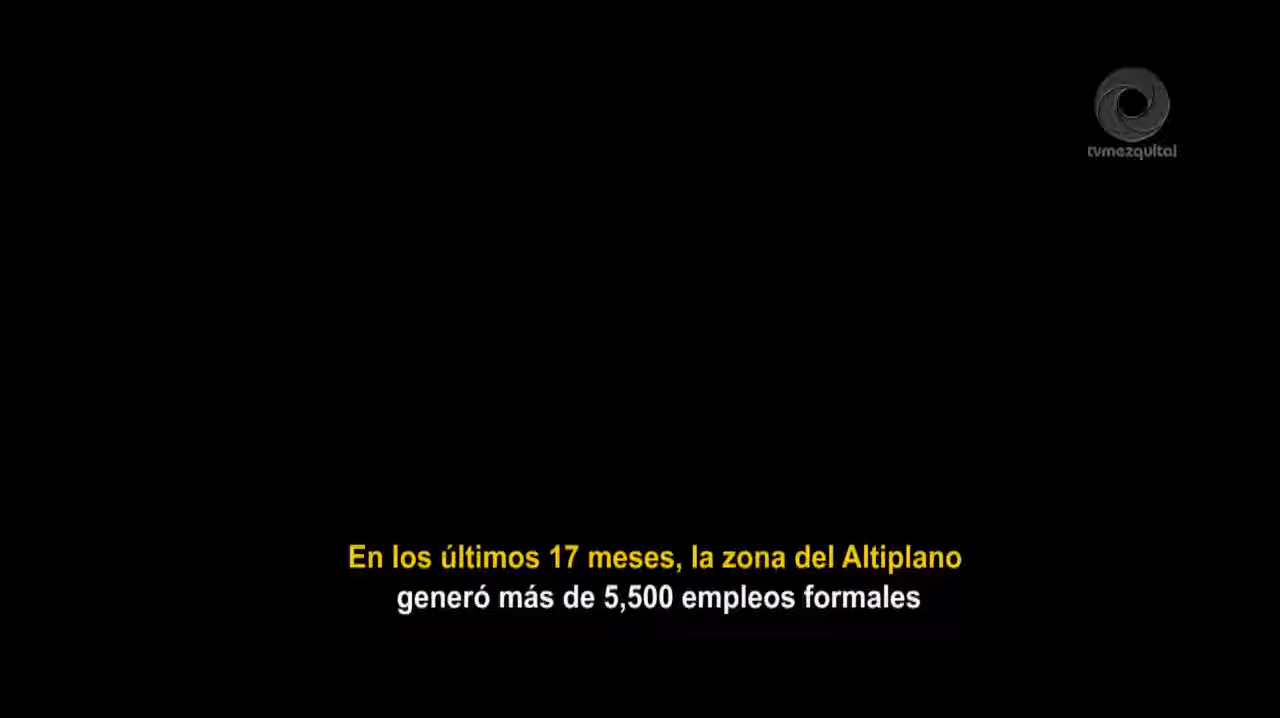 tvmezquital
En los últimos 17 meses, la zona del Altiplano
generó más de 5,500 empleos formales